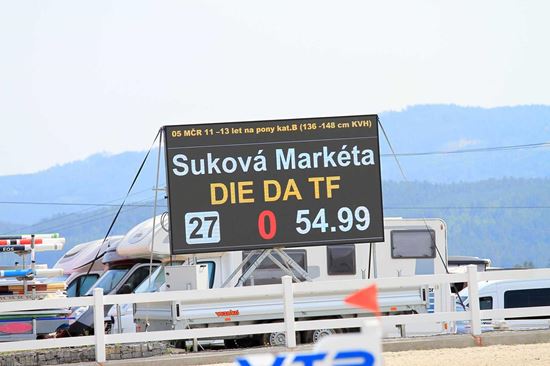 05 MČR 11 –13 let na pony kat.B (136 -148 cm KVH)
Suková Markéta
DIE DA TF
27 0 54.99
EOS